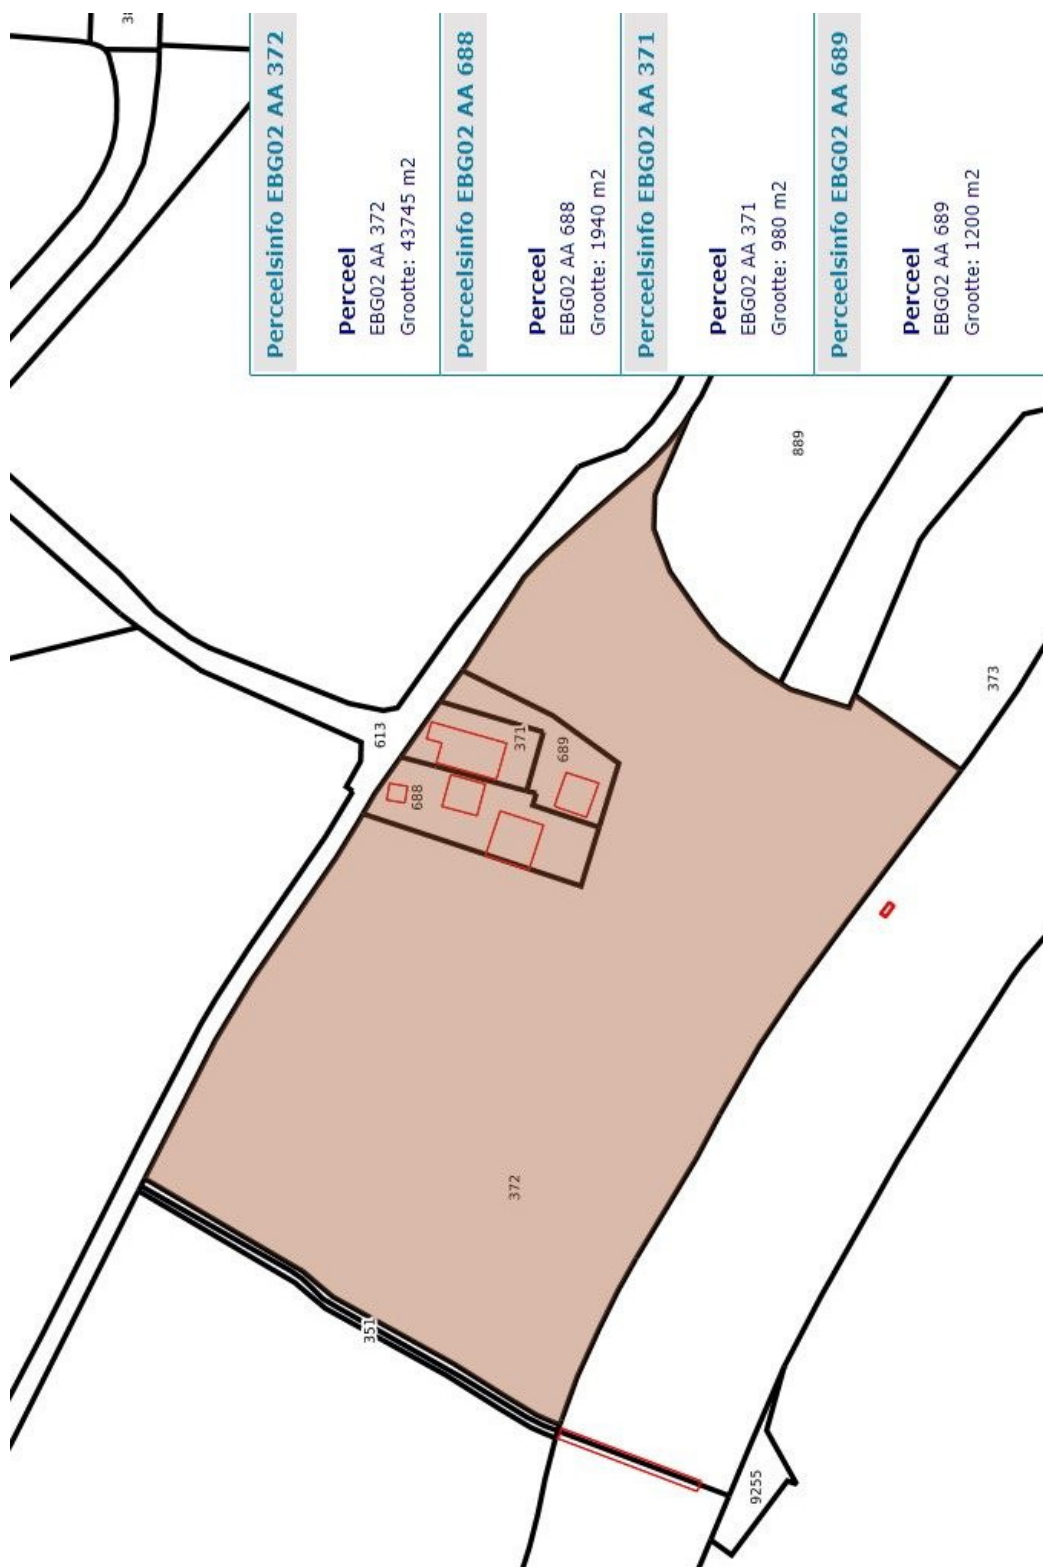 Perceelsinfo EBG02 AA 372
Perceel
EBG02 AA 372
Grootte: 43745 m2
Perceelsinfo EBG02 AA 688
Perceel
EBG02 AA 688
Grootte: 1940 m2
Perceelsinfo EBG02 AA 371
Perceel
EBG02 AA 371
Grootte: 980 m2
Perceelsinfo EBG02 AA 689
Perceel
EBG02 AA 689
Grootte: 1200 m2
889
373
613
371
689
688
372
351
9255